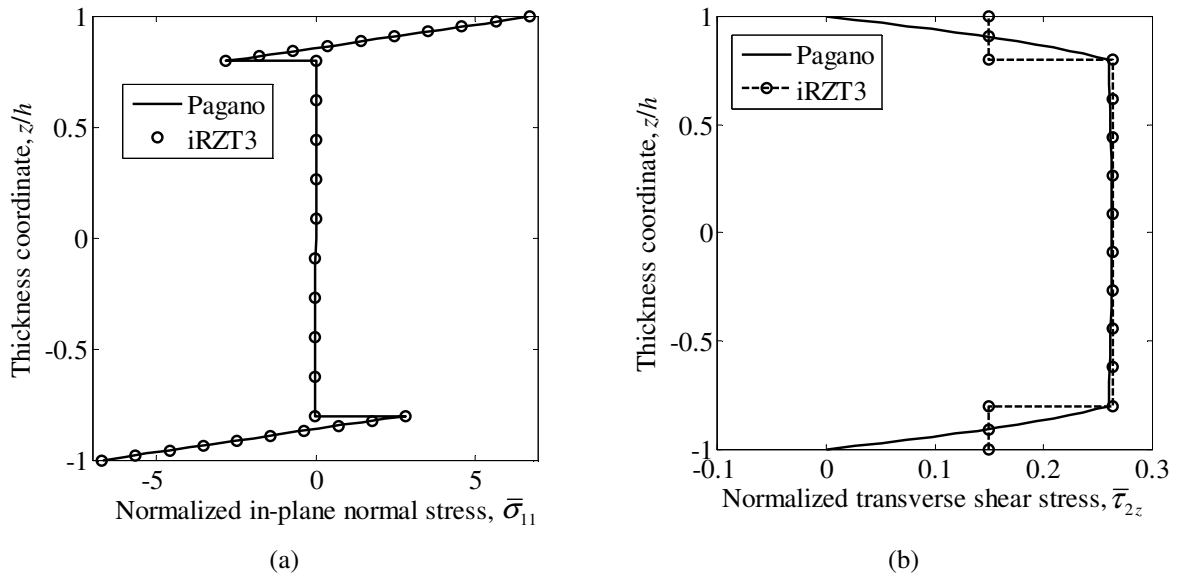 1
0.5
0
-0.5
-1
Thickness coordinate, z/h
Pagano
iRZT3
-5
0
5
Normalized in-plane normal stress, σ̄₁₁
(a)
1
0.5
0
-0.5
-1
Thickness coordinate, z/h
Pagano
iRZT3
-0.1
0
0.1
0.2
0.3
Normalized transverse shear stress, τ̄₂z
(b)